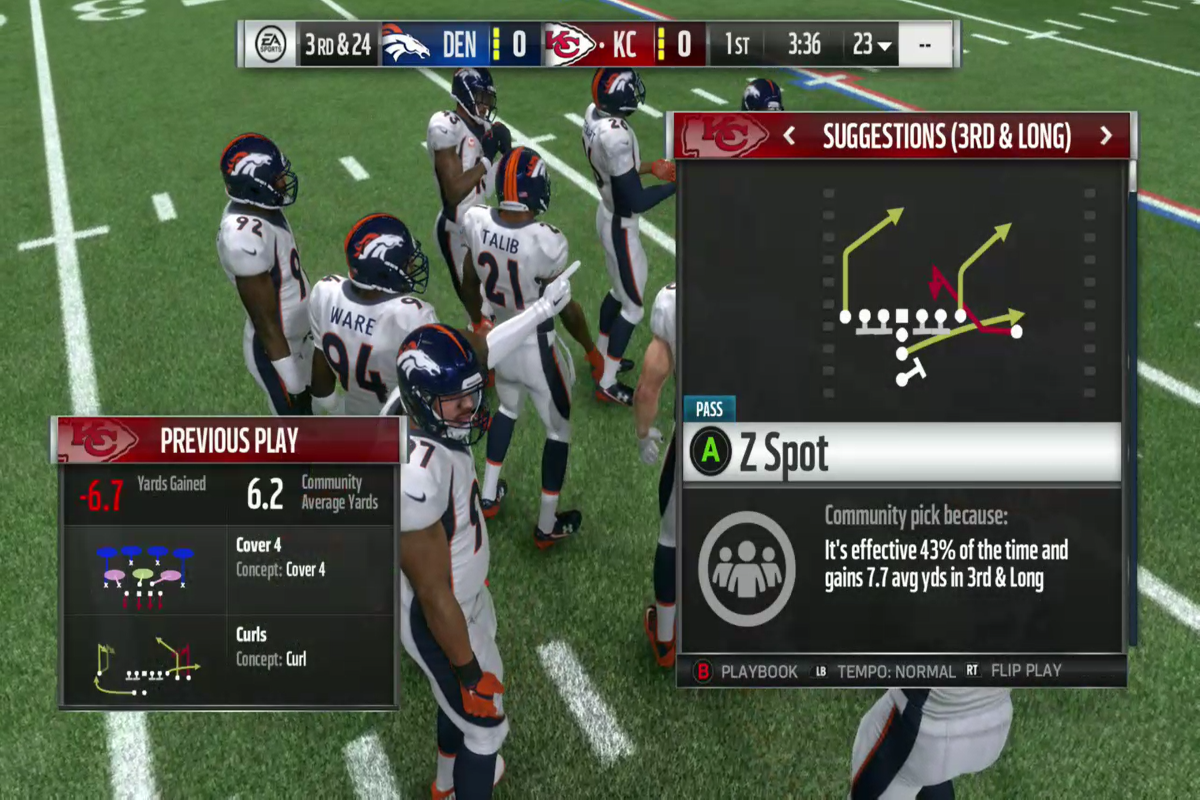 EA SPORTS 3RD & 24 DEN 0 KC 0 1ST 3:36 23 --
SUGGESTIONS (3RD & LONG)
92
TALIB
21
WARE
94
PASS
A Z Spot
Community pick because:
It's effective 43% of the time and
gains 7.7 avg yds in 3rd & Long
B PLAYBOOK LB TEMPO: NORMAL RT FLIP PLAY
PREVIOUS PLAY
-6.7 Yards Gained 6.2 Community
Average Yards
Cover 4
Concept: Cover 4
Curls
Concept: Curl